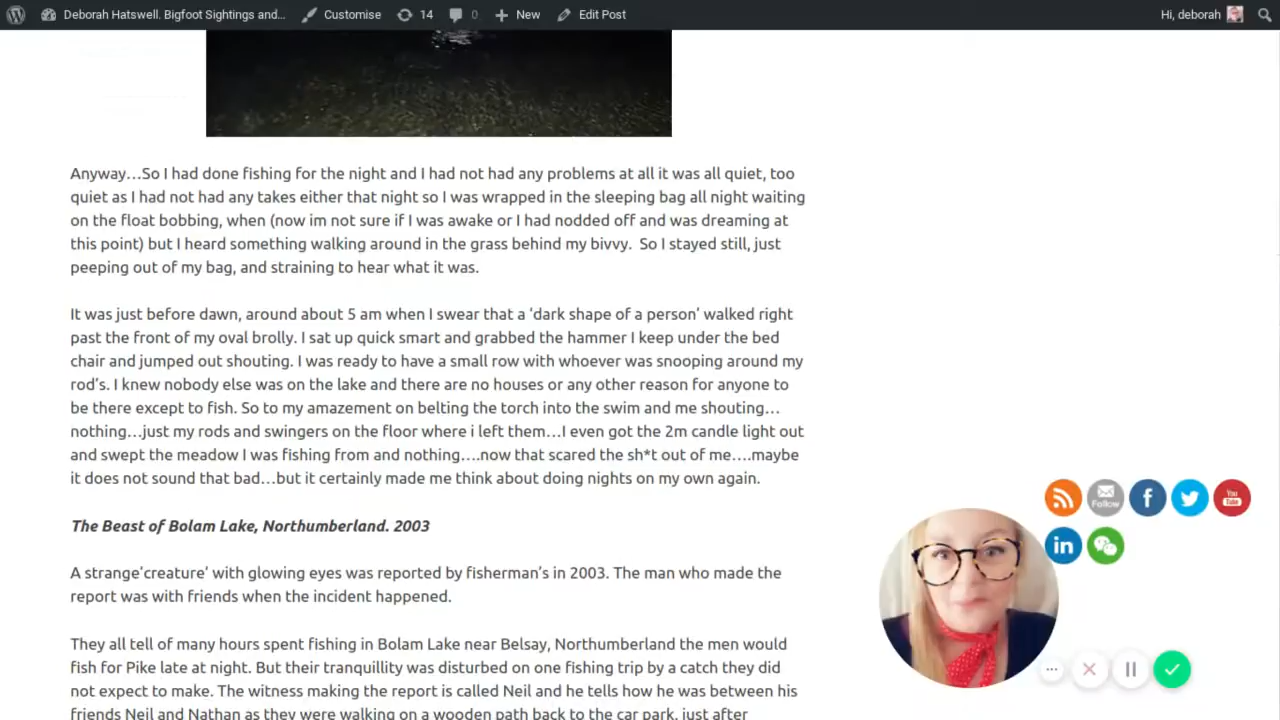 Deborah Hatswell. Bigfoot Sightings and...
Customise
14
0
New
Edit Post
Hi, deborah
Anyway…So I had done fishing for the night and I had not had any problems at all it was all quiet, too
quiet as I had not had any takes either that night so I was wrapped in the sleeping bag all night waiting
on the float bobbing, when (now im not sure if I was awake or I had nodded off and was dreaming at
this point) but I heard something walking around in the grass behind my bivvy.  So I stayed still, just
peeping out of my bag, and straining to hear what it was.
It was just before dawn, around about 5 am when I swear that a ‘dark shape of a person’ walked right
past the front of my oval brolly. I sat up quick smart and grabbed the hammer I keep under the bed
chair and jumped out shouting. I was ready to have a small row with whoever was snooping around my
rod’s. I knew nobody else was on the lake and there are no houses or any other reason for anyone to
be there except to fish. So to my amazement on belting the torch into the swim and me shouting…
nothing…just my rods and swingers on the floor where i left them…I even got the 2m candle light out
and swept the meadow I was fishing from and nothing….now that scared the sh*t out of me….maybe
it does not sound that bad…but it certainly made me think about doing nights on my own again.
The Beast of Bolam Lake, Northumberland. 2003
A strange‘creature’ with glowing eyes was reported by fisherman’s in 2003. The man who made the
report was with friends when the incident happened.
They all tell of many hours spent fishing in Bolam Lake near Belsay, Northumberland the men would
fish for Pike late at night. But their tranquillity was disturbed on one fishing trip by a catch they did
not expect to make. The witness making the report is called Neil and he tells how he was between his
friends Neil and Nathan as they were walking on a wooden path back to the car park, just after
Follow
You
Tube
in